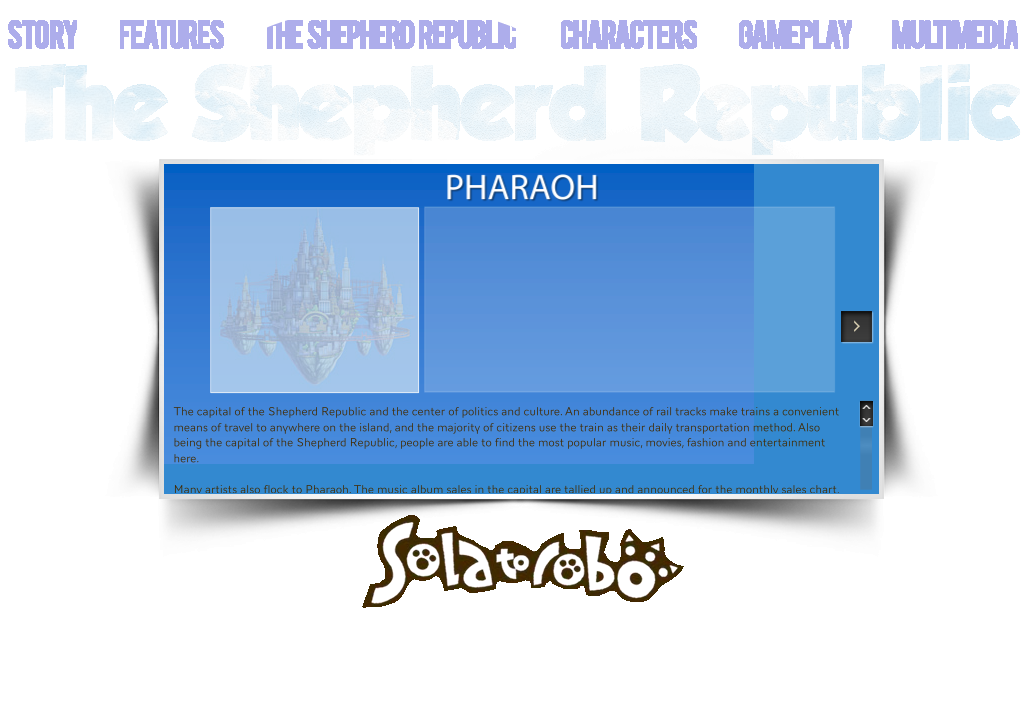 STORY FEATURES THE SHEPHERD REPUBLIC CHARACTERS GAMEPLAY MULTIMEDIA
The Shepherd Republic
PHARAOH
The capital of the Shepherd Republic and the center of politics and culture. An abundance of rail tracks make trains a convenient
means of travel to anywhere on the island, and the majority of citizens use the train as their daily transportation method. Also
being the capital of the Shepherd Republic, people are able to find the most popular music, movies, fashion and entertainment
here.
Many artists also flock to Pharaoh. The music album sales in the capital are tallied up and announced for the monthly sales chart.
Solatorobo